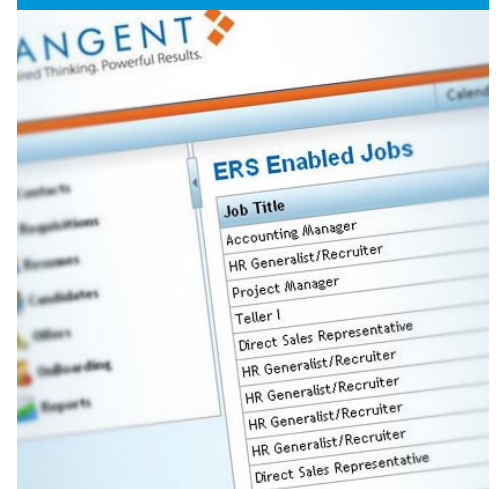 ANGENT
ired Thinking. Powerful Results.
Calend
Contacts
Requisitions
Resumes
Candidates
Offers
OnBoarding
Reports
ERS Enabled Jobs
Job Title
Accounting Manager
HR Generalist/Recruiter
Project Manager
Teller I
Direct Sales Representative
HR Generalist/Recruiter
HR Generalist/Recruiter
HR Generalist/Recruiter
HR Generalist/Recruiter
Direct Sales Representative